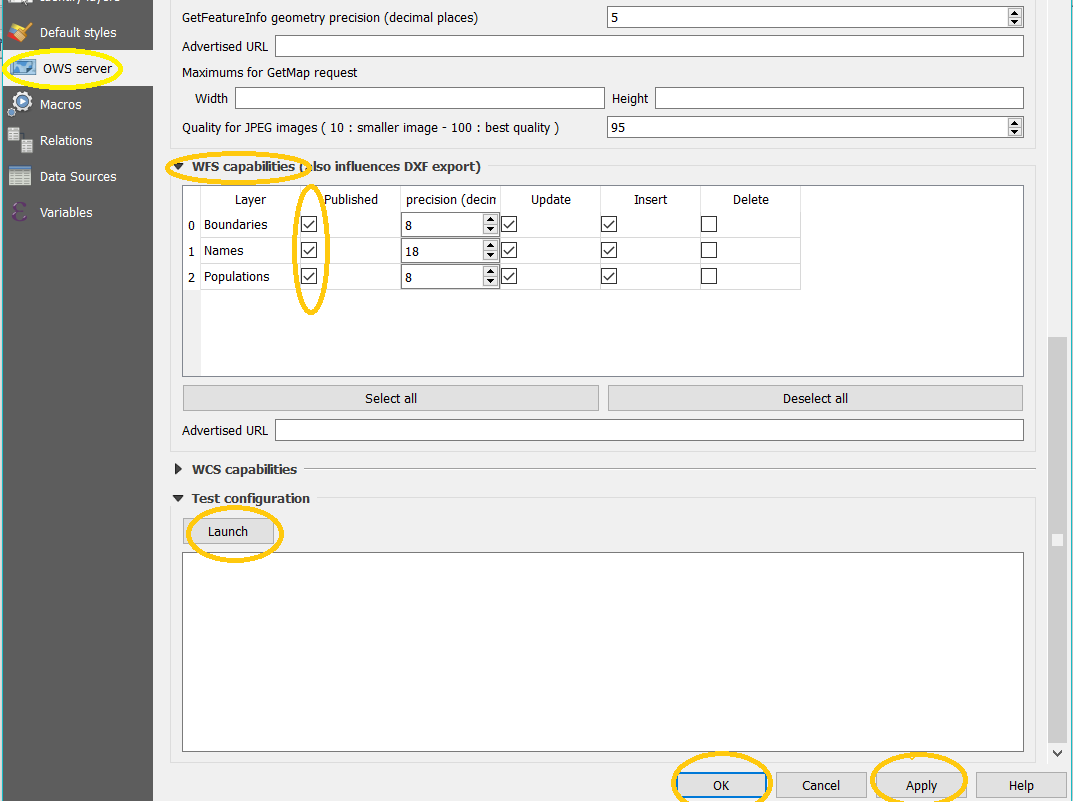 Default styles
OWS server
Macros
Relations
Data Sources
Variables
GetFeatureInfo geometry precision (decimal places) 5
Advertised URL
Maximums for GetMap request
Width Height
Quality for JPEG images ( 10 : smaller image - 100 : best quality ) 95
WFS capabilities (also influences DXF export)
Layer Published precision (decin Update Insert Delete
0 Boundaries 8
1 Names 18
2 Populations 8
Select all Deselect all
Advertised URL
WCS capabilities
Test configuration
Launch
OK Cancel Apply Help